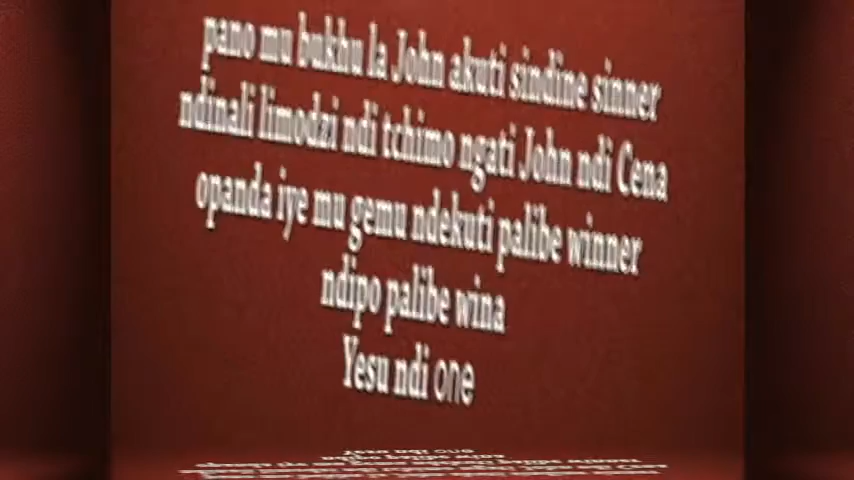 pano mu bukhu la John akuti sindine sinner
ndinali limodzi ndi tchimo ngati John ndi Cena
opanda iye mu gemu ndekuti palibe winner
ndipo palibe wina
Yesu ndi one